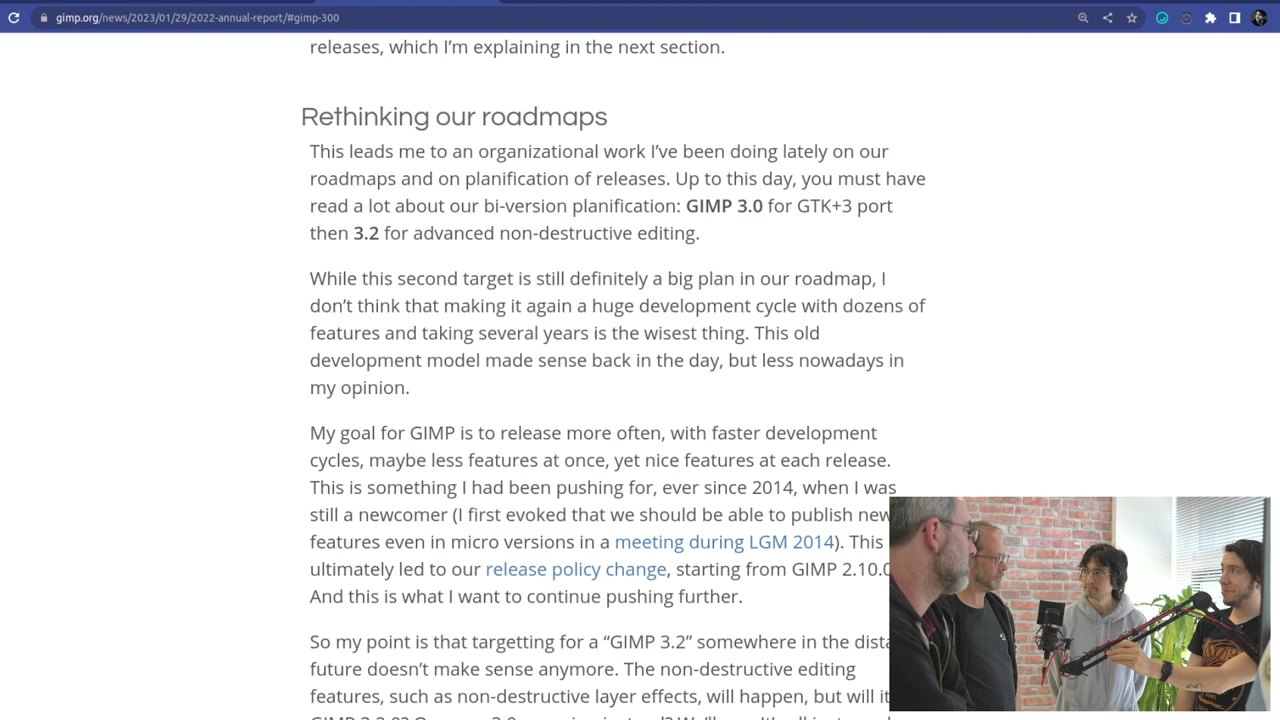 gimp.org/news/2023/01/29/2022-annual-report/#gimp-300
releases, which I’m explaining in the next section.
Rethinking our roadmaps
This leads me to an organizational work I’ve been doing lately on our
roadmaps and on planification of releases. Up to this day, you must have
read a lot about our bi-version planification: GIMP 3.0 for GTK+3 port
then 3.2 for advanced non-destructive editing.
While this second target is still definitely a big plan in our roadmap, I
don’t think that making it again a huge development cycle with dozens of
features and taking several years is the wisest thing. This old
development model made sense back in the day, but less nowadays in
my opinion.
My goal for GIMP is to release more often, with faster development
cycles, maybe less features at once, yet nice features at each release.
This is something I had been pushing for, ever since 2014, when I was
still a newcomer (I first evoked that we should be able to publish new
features even in micro versions in a meeting during LGM 2014). This
ultimately led to our release policy change, starting from GIMP 2.10.0
And this is what I want to continue pushing further.
So my point is that targetting for a “GIMP 3.2” somewhere in the dista
future doesn’t make sense anymore. The non-destructive editing
features, such as non-destructive layer effects, will happen, but will it